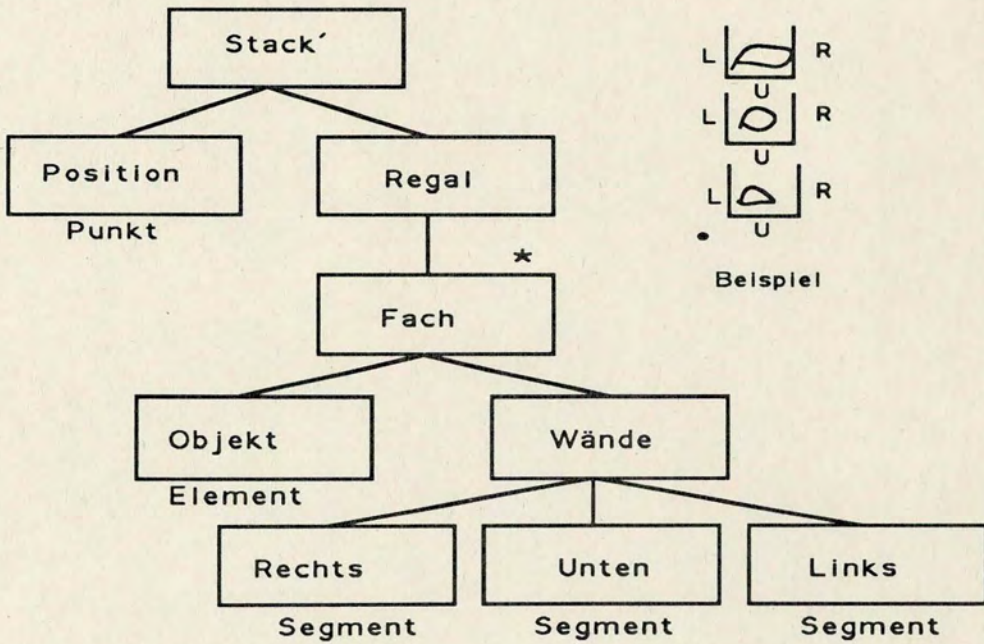 Stack´
Position
Regal
Punkt
*
Fach
Objekt
Wände
Element
Rechts
Unten
Links
Segment
Segment
Segment
L R
U
L R
U
L R
U
Beispiel